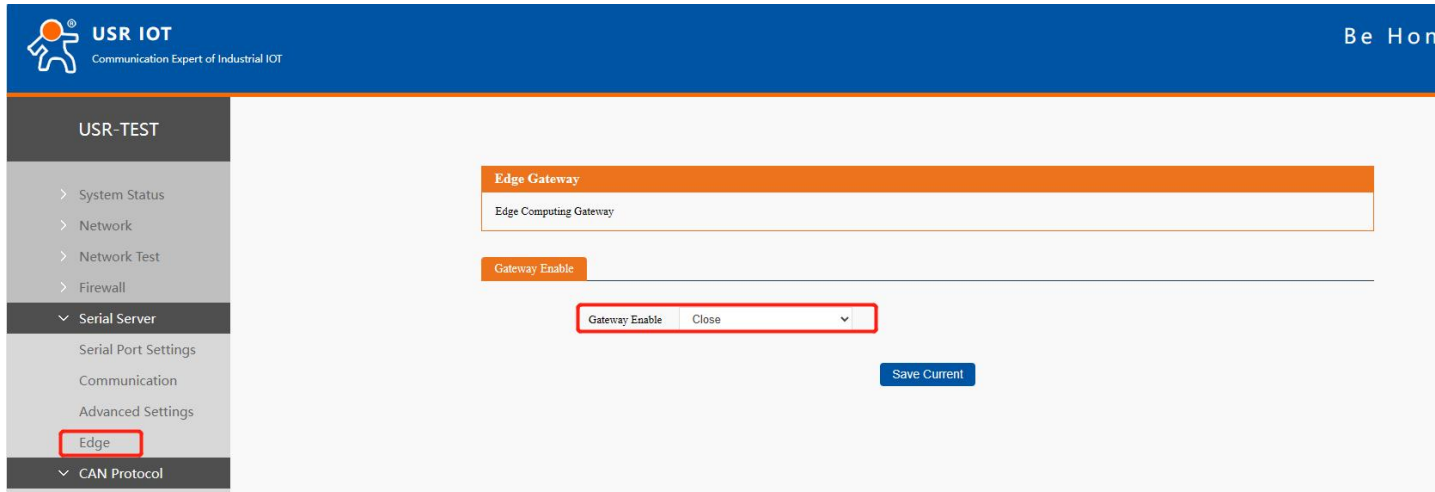 ®
USR IOT
Communication Expert of Industrial IOT
Be Hon
USR-TEST
System Status
Network
Network Test
Firewall
Serial Server
Serial Port Settings
Communication
Advanced Settings
Edge
CAN Protocol
Edge Gateway
Edge Computing Gateway
Gateway Enable
Gateway Enable Close
Save Current